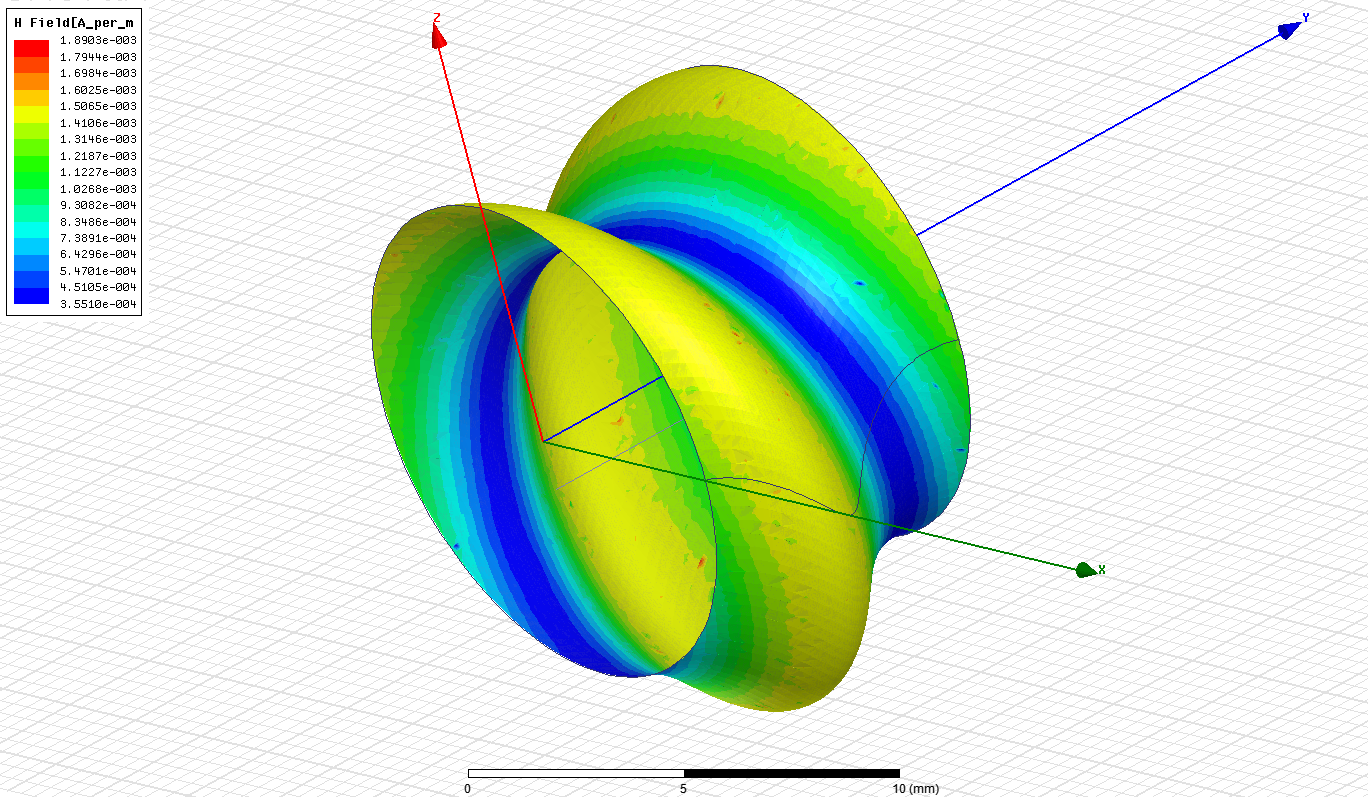 H Field[A_per_m
1.8903e-003
1.7944e-003
1.6984e-003
1.6025e-003
1.5065e-003
1.4106e-003
1.3146e-003
1.2187e-003
1.1227e-003
1.0268e-003
9.3082e-004
8.3486e-004
7.3891e-004
6.4296e-004
5.4701e-004
4.5105e-004
3.5510e-004
Z
Y
X
0 5 10 (mm)